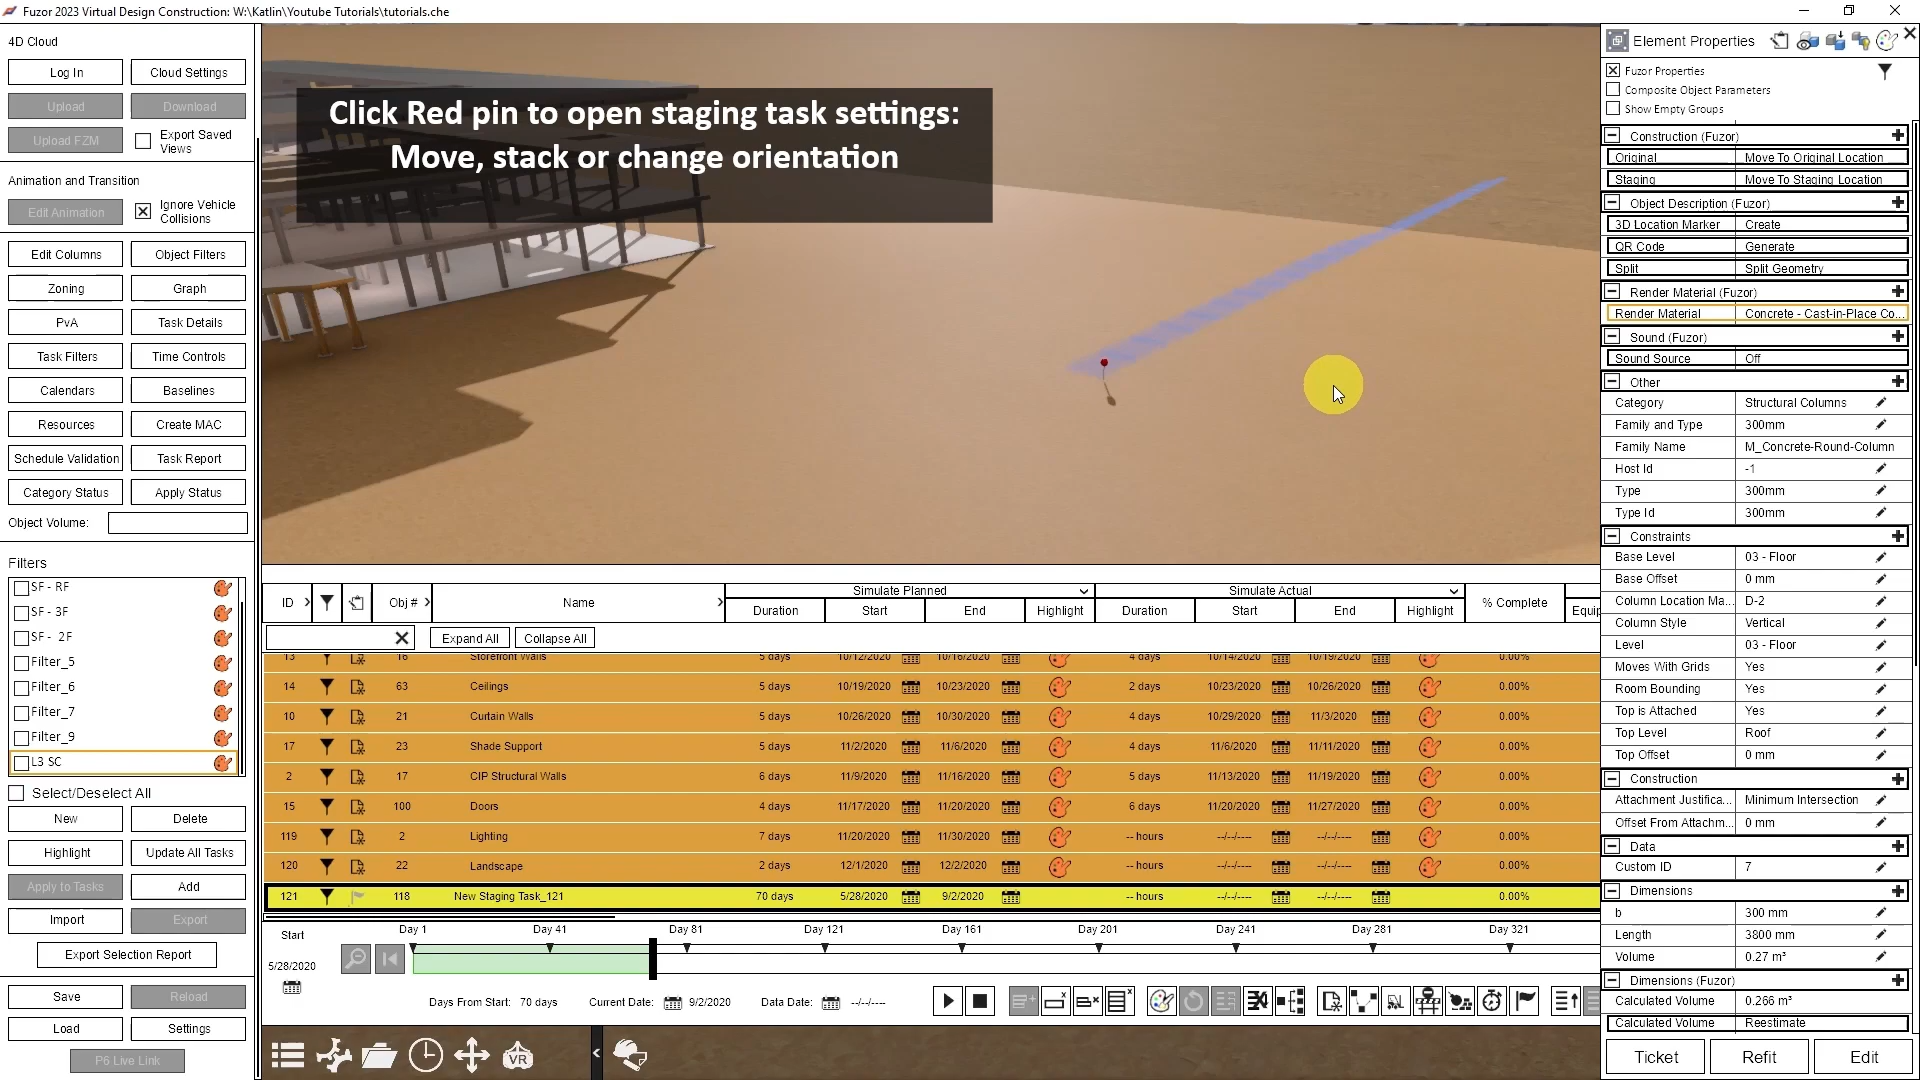 Fuzor 2023 Virtual Design Construction: W:\Katlin\Youtube Tutorials\tutorials.che
4D Cloud
Log In
Cloud Settings
Upload
Download
Upload FZM
Export Saved Views
Animation and Transition
Edit Animation
Ignore Vehicle Collisions
Edit Columns
Object Filters
Zoning
Graph
PvA
Task Details
Task Filters
Time Controls
Calendars
Baselines
Resources
Create MAC
Schedule Validation
Task Report
Category Status
Apply Status
Object Volume:
Filters
SF - RF
SF - 3F
SF - 2F
Filter_5
Filter_6
Filter_7
Filter_9
L3 SC
Select/Deselect All
New
Delete
Highlight
Update All Tasks
Apply to Tasks
Add
Import
Export
Export Selection Report
Save
Reload
Load
Settings
P6 Live Link
Click Red pin to open staging task settings:
Move, stack or change orientation
Simulate Planned
Simulate Actual
ID
Obj #
Name
Duration
Start
End
Highlight
Duration
Start
End
Highlight
% Complete
Equip
Expand All
Collapse All
13 16 Storefront Walls 5 days 10/12/2020 10/16/2020 4 days 10/14/2020 10/19/2020 0.00%
14 63 Ceilings 5 days 10/19/2020 10/23/2020 2 days 10/23/2020 10/26/2020 0.00%
10 21 Curtain Walls 5 days 10/26/2020 10/30/2020 4 days 10/29/2020 11/3/2020 0.00%
17 23 Shade Support 5 days 11/2/2020 11/6/2020 4 days 11/6/2020 11/11/2020 0.00%
2 17 CIP Structural Walls 6 days 11/9/2020 11/16/2020 5 days 11/13/2020 11/19/2020 0.00%
15 100 Doors 4 days 11/17/2020 11/20/2020 6 days 11/20/2020 11/27/2020 0.00%
119 2 Lighting 7 days 11/20/2020 11/30/2020 -- hours --/--/---- --/--/---- 0.00%
120 22 Landscape 2 days 12/1/2020 12/2/2020 -- hours --/--/---- --/--/---- 0.00%
121 118 New Staging Task_121 70 days 5/28/2020 9/2/2020 -- hours --/--/---- --/--/---- 0.00%
Start
5/28/2020
Day 1 Day 41 Day 81 Day 121 Day 161 Day 201 Day 241 Day 281 Day 321
Days From Start: 70 days Current Date: 9/2/2020 Data Date: --/--/----
VR
Element Properties
Fuzor Properties
Composite Object Parameters
Show Empty Groups
Construction (Fuzor)
Original Move To Original Location
Staging Move To Staging Location
Object Description (Fuzor)
3D Location Marker Create
QR Code Generate
Split Split Geometry
Render Material (Fuzor)
Render Material Concrete - Cast-in-Place Co...
Sound (Fuzor)
Sound Source Off
Other
Category Structural Columns
Family and Type 300mm
Family Name M_Concrete-Round-Column
Host Id -1
Type 300mm
Type Id 300mm
Constraints
Base Level 03 - Floor
Base Offset 0 mm
Column Location Ma... D-2
Column Style Vertical
Level 03 - Floor
Moves With Grids Yes
Room Bounding Yes
Top is Attached Yes
Top Level Roof
Top Offset 0 mm
Construction
Attachment Justifica... Minimum Intersection
Offset From Attachm... 0 mm
Data
Custom ID 7
Dimensions
b 300 mm
Length 3800 mm
Volume 0.27 m³
Dimensions (Fuzor)
Calculated Volume 0.266 m³
Calculated Volume Reestimate
Ticket
Refit
Edit